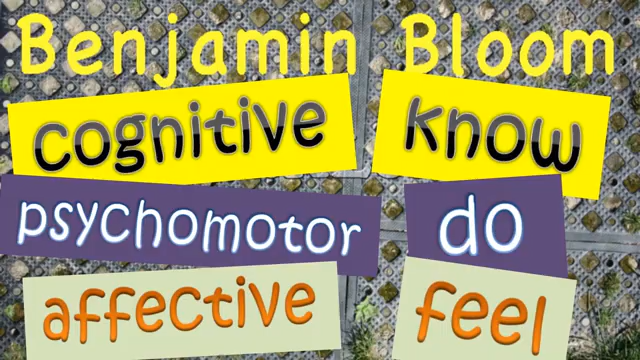 Benjamin Bloom
cognitive know
psychomotor do
affective feel